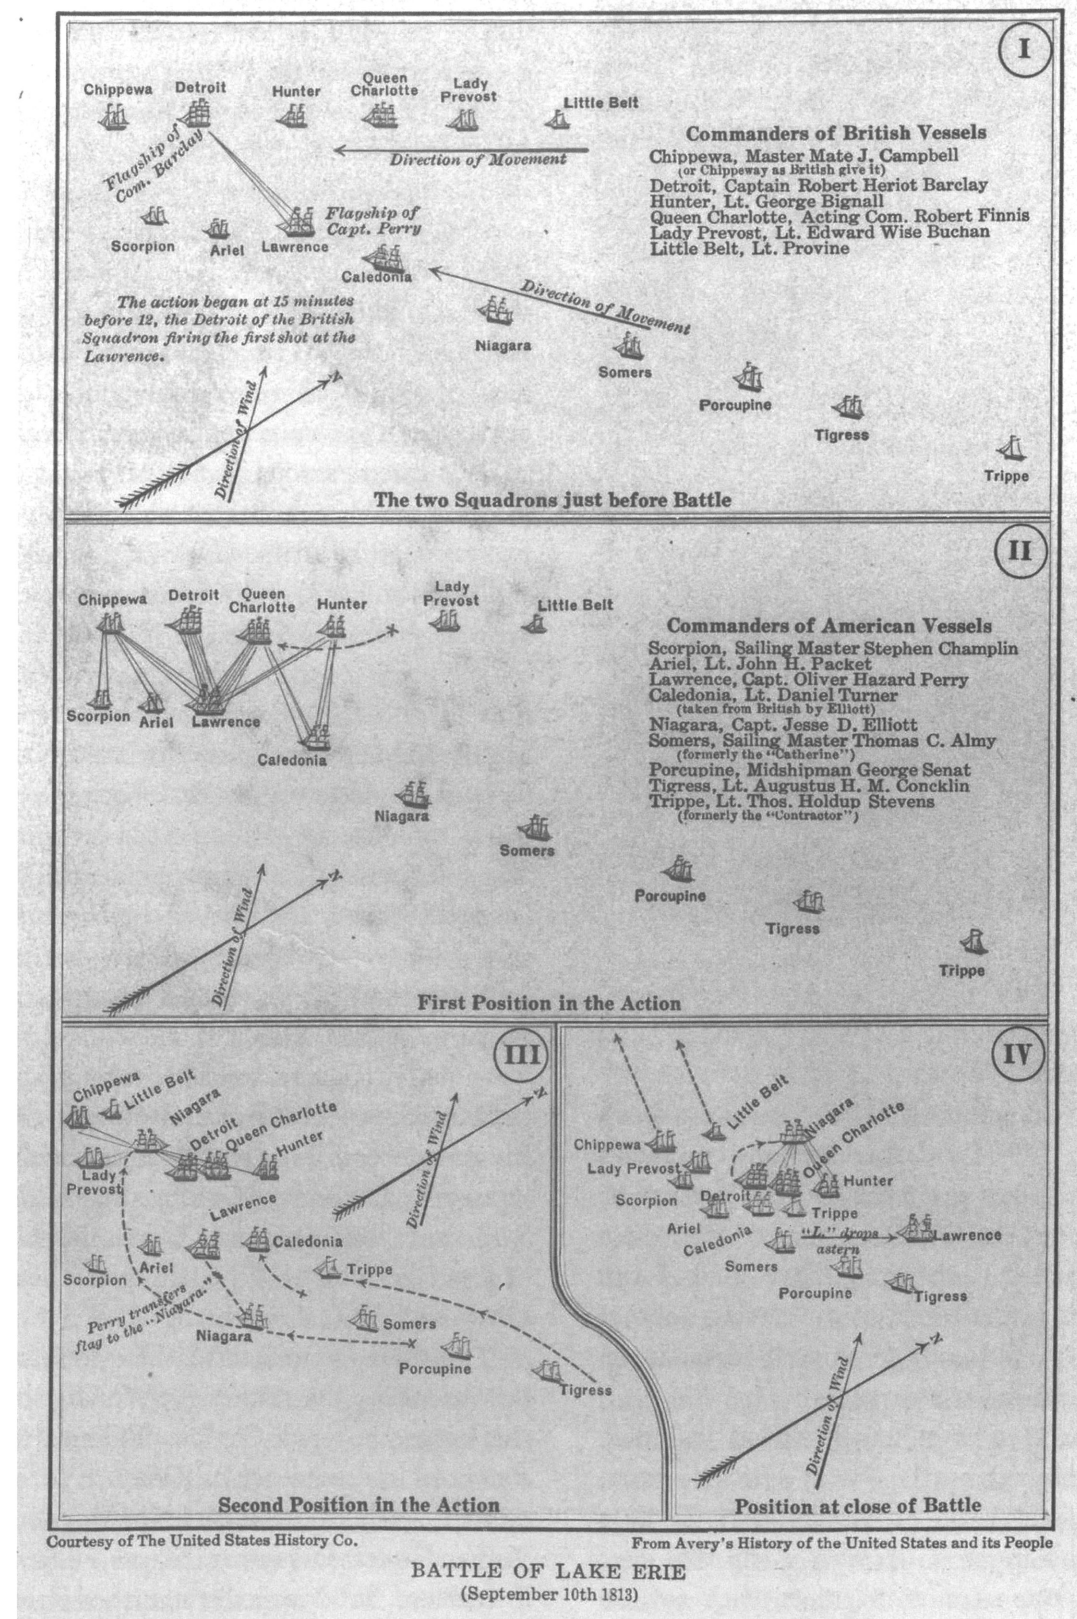 I
Chippewa
Detroit
Hunter
Queen
Charlotte
Lady
Prevost
Little Belt
Flagship of
Com. Barclay
Direction of Movement
Commanders of British Vessels
Chippewa, Master Mate J. Campbell
(or Chippeway as British give it)
Detroit, Captain Robert Heriot Barclay
Hunter, Lt. George Bignall
Queen Charlotte, Acting Com. Robert Finnis
Lady Prevost, Lt. Edward Wise Buchan
Little Belt, Lt. Provine
Scorpion
Ariel
Lawrence
Flagship of
Capt. Perry
Caledonia
Direction of Movement
The action began at 15 minutes
before 12, the Detroit of the British
Squadron firing the first shot at the
Lawrence.
Niagara
Somers
Porcupine
Tigress
Trippe
Direction of Wind
N
The two Squadrons just before Battle
II
Chippewa
Detroit
Queen
Charlotte
Hunter
Lady
Prevost
Little Belt
Commanders of American Vessels
Scorpion, Sailing Master Stephen Champlin
Ariel, Lt. John H. Packet
Lawrence, Capt. Oliver Hazard Perry
Caledonia, Lt. Daniel Turner
(taken from British by Elliott)
Niagara, Capt. Jesse D. Elliott
Somers, Sailing Master Thomas C. Almy
(formerly the "Catherine")
Porcupine, Midshipman George Senat
Tigress, Lt. Augustus H. M. Concklin
Trippe, Lt. Thos. Holdup Stevens
(formerly the "Contractor")
Scorpion
Ariel
Lawrence
Caledonia
Niagara
Somers
Porcupine
Tigress
Trippe
Direction of Wind
N
First Position in the Action
III
Chippewa
Little Belt
Niagara
Detroit
Queen Charlotte
Hunter
Lady
Prevost
Lawrence
Caledonia
Ariel
Scorpion
Trippe
Perry transfers
flag to the "Niagara."
Niagara
Somers
Porcupine
Tigress
Direction of Wind
N
Second Position in the Action
IV
Little Belt
Niagara
Queen Charlotte
Chippewa
Lady Prevost
Scorpion
Detroit
Hunter
Ariel
Trippe
Caledonia
"L." drops
astern
Lawrence
Somers
Porcupine
Tigress
Direction of Wind
N
Position at close of Battle
Courtesy of The United States History Co.
From Avery's History of the United States and its People
BATTLE OF LAKE ERIE
(September 10th 1813)